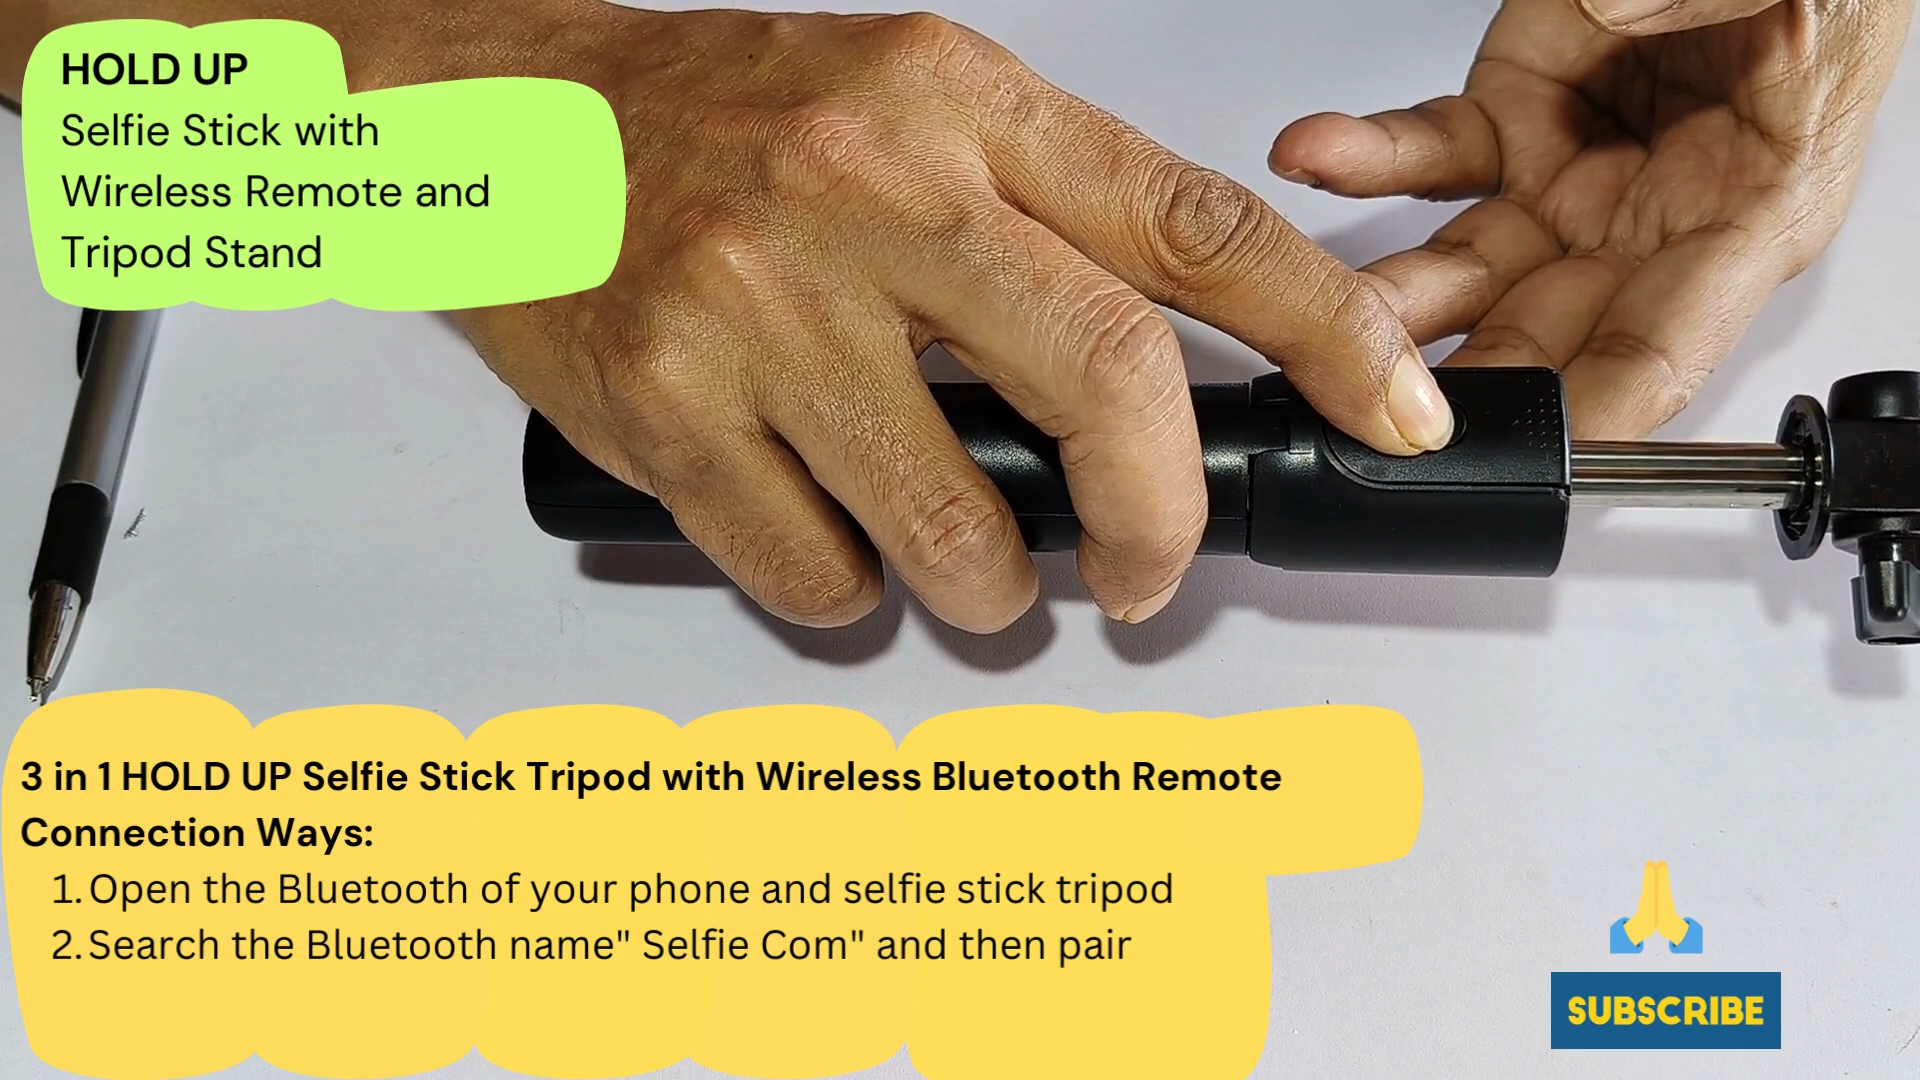 HOLD UP
Selfie Stick with
Wireless Remote and
Tripod Stand
3 in 1 HOLD UP Selfie Stick Tripod with Wireless Bluetooth Remote
Connection Ways:
1. Open the Bluetooth of your phone and selfie stick tripod
2. Search the Bluetooth name" Selfie Com" and then pair
SUBSCRIBE